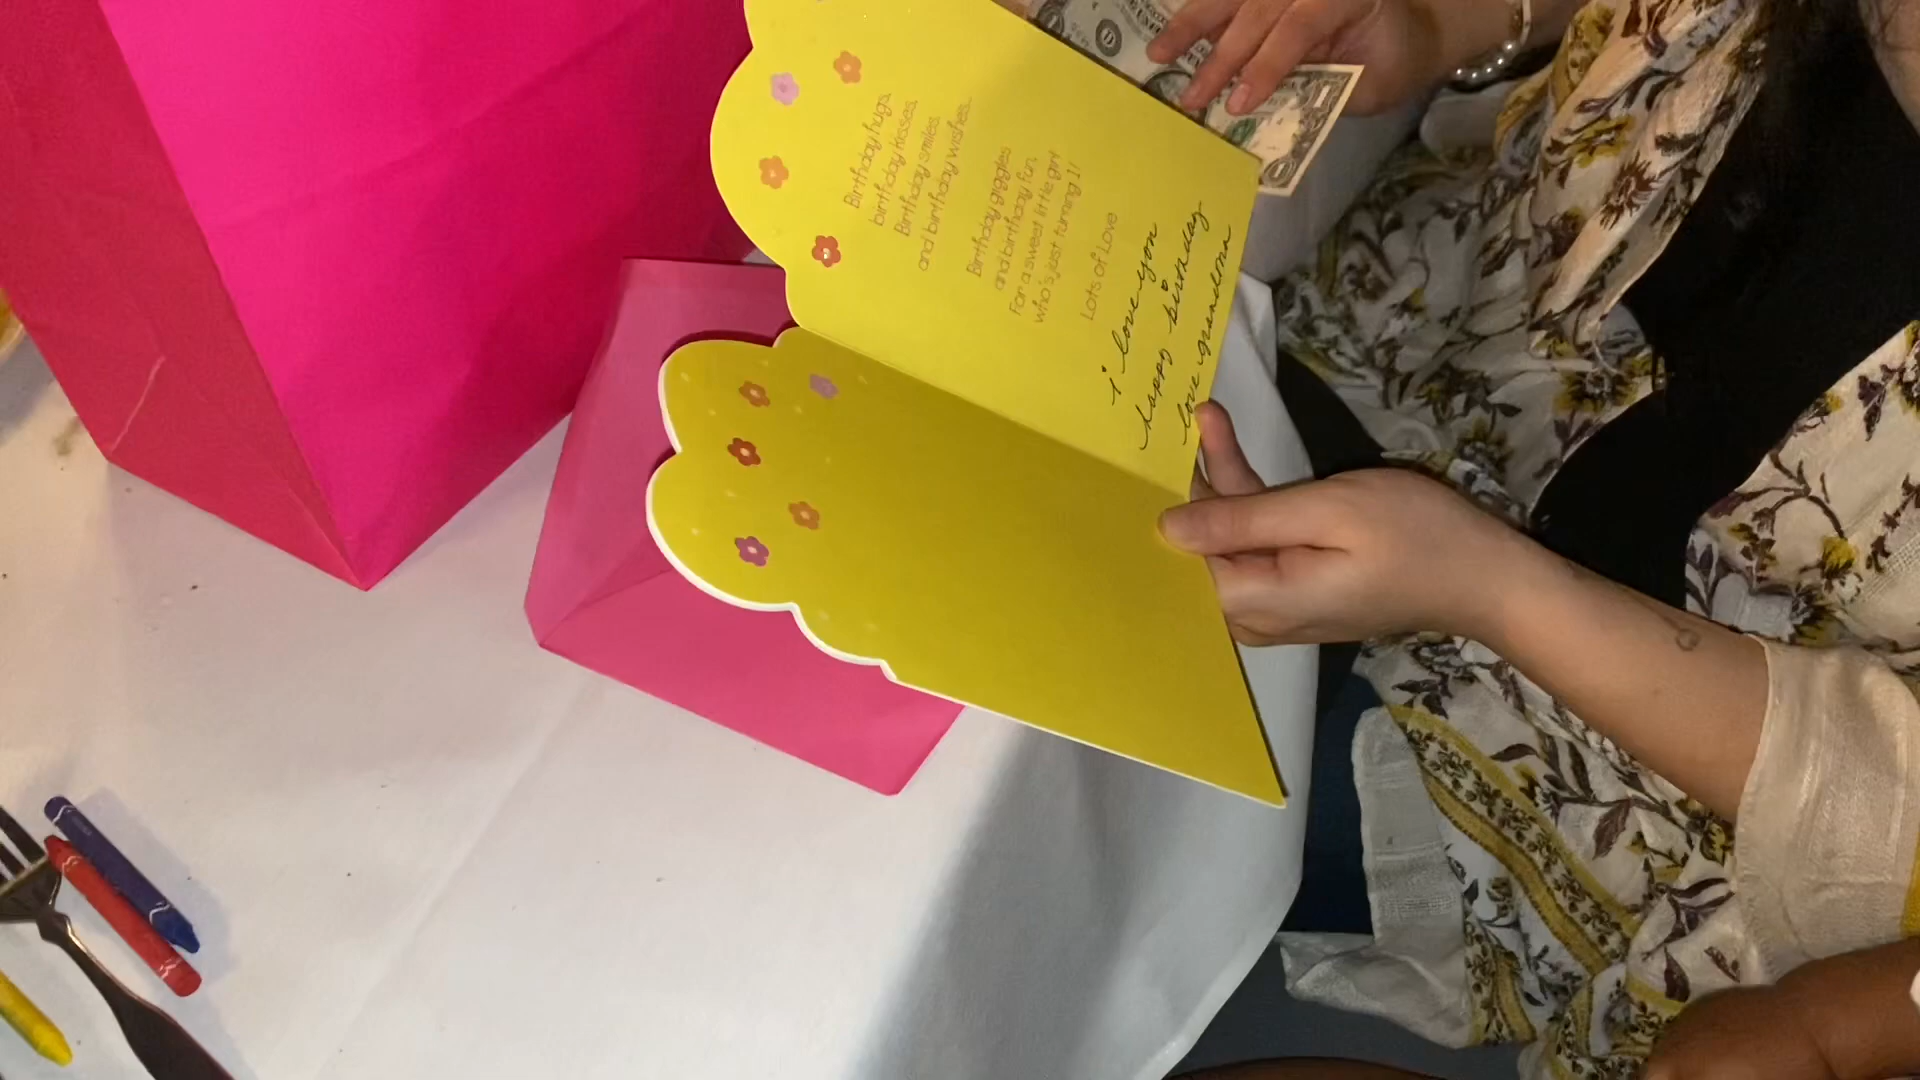 Birthday hugs,
birthday kisses,
Birthday smiles,
and birthday wishes...
Birthday giggles
and birthday fun,
For a sweet little girl
who's just turning 1!
Lots of Love
i love you
happy birthday
love grandma